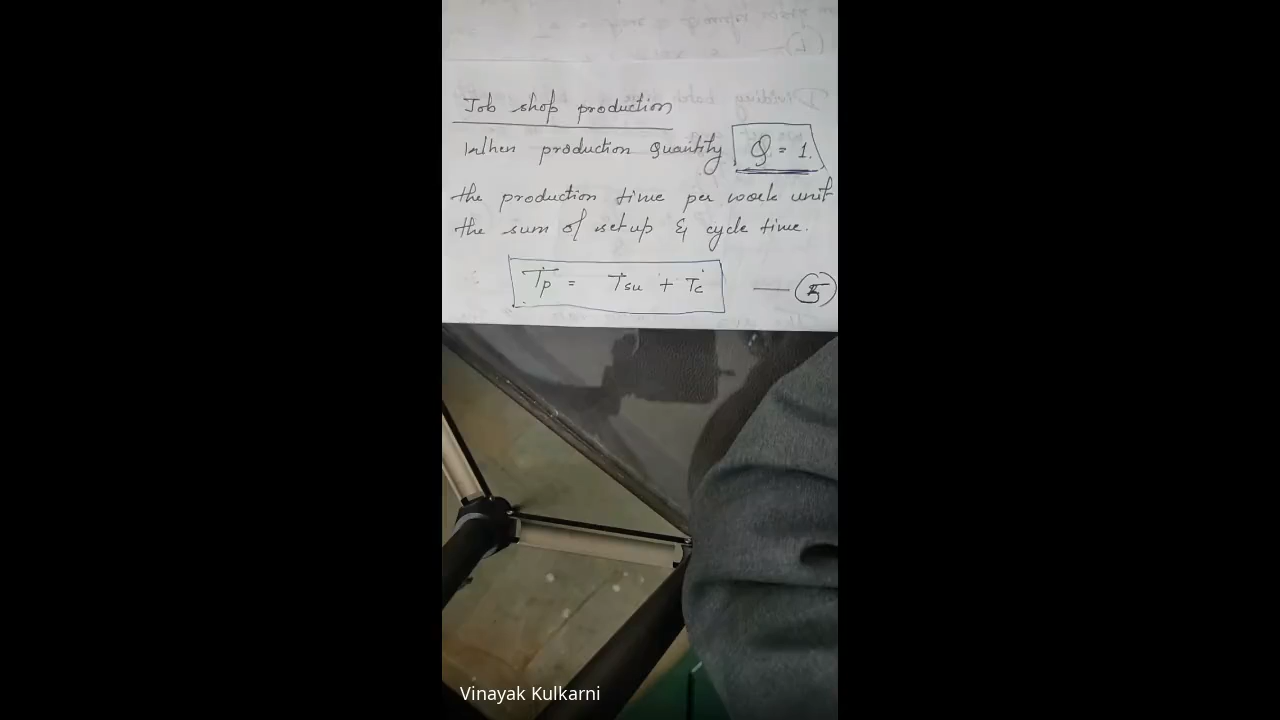 Job shop production
When production quantity Q = 1.
the production time per work unit
the sum of setup & cycle time.
Tp = Tsu + Tc — 5
Vinayak Kulkarni